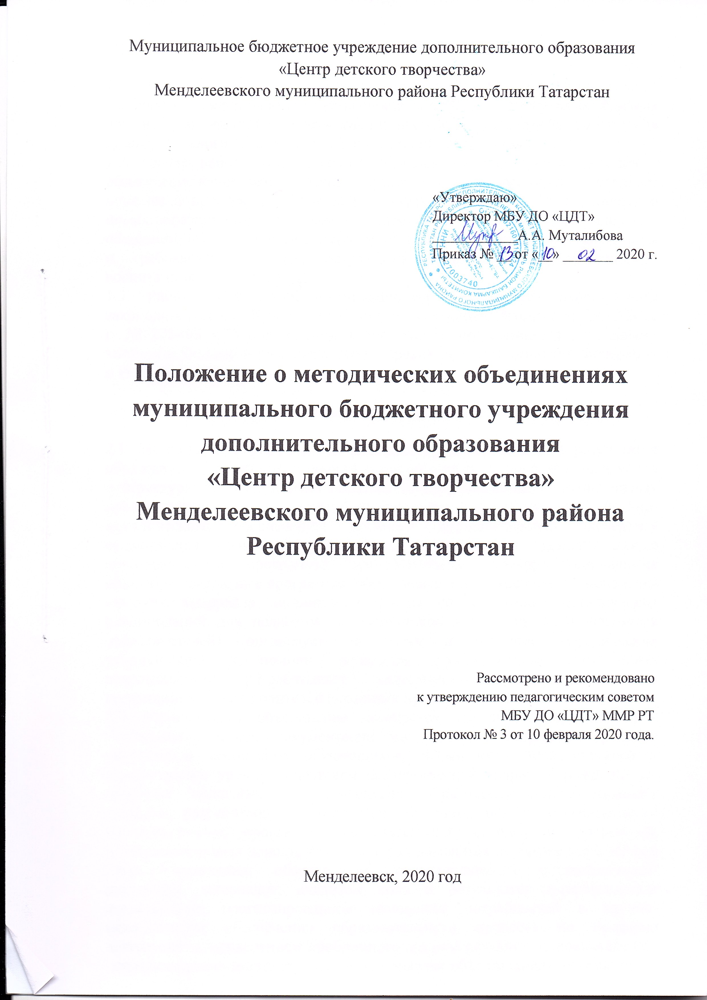 Муниципальное бюджетное учреждение дополнительного образования
«Центр детского творчества»
Менделеевского муниципального района Республики Татарстан
«Утверждаю»
Директор МБУ ДО «ЦДТ»
А.А. Муталибова
Приказ № 13 от «10» 02 2020 г.
Положение о методических объединениях
муниципального бюджетного учреждения
дополнительного образования
«Центр детского творчества»
Менделеевского муниципального района
Республики Татарстан
Рассмотрено и рекомендовано
к утверждению педагогическим советом
МБУ ДО «ЦДТ» ММР РТ
Протокол № 3 от 10 февраля 2020 года.
Менделеевск, 2020 год